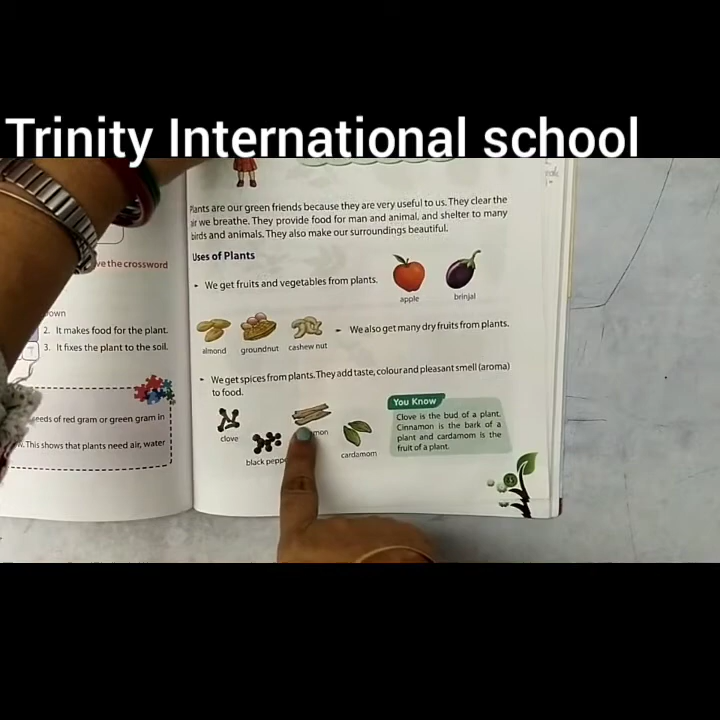 Trinity International school
Plants are our green friends because they are very useful to us. They clear the
air we breathe. They provide food for man and animal, and shelter to many
birds and animals. They also make our surroundings beautiful.
Uses of Plants
We get fruits and vegetables from plants.
apple
brinjal
We also get many dry fruits from plants.
almond
groundnut
cashew nut
We get spices from plants. They add taste, colour and pleasant smell (aroma)
to food.
clove
black
cardamom
You Know
Clove is the bud of a plant.
Cinnamon is the bark of a
plant and cardamom is the
fruit of a plant.
the crossword
2. It makes food for the plant.
3. It fixes the plant to the soil.
of red gram or green gram in
This shows that plants need air, water